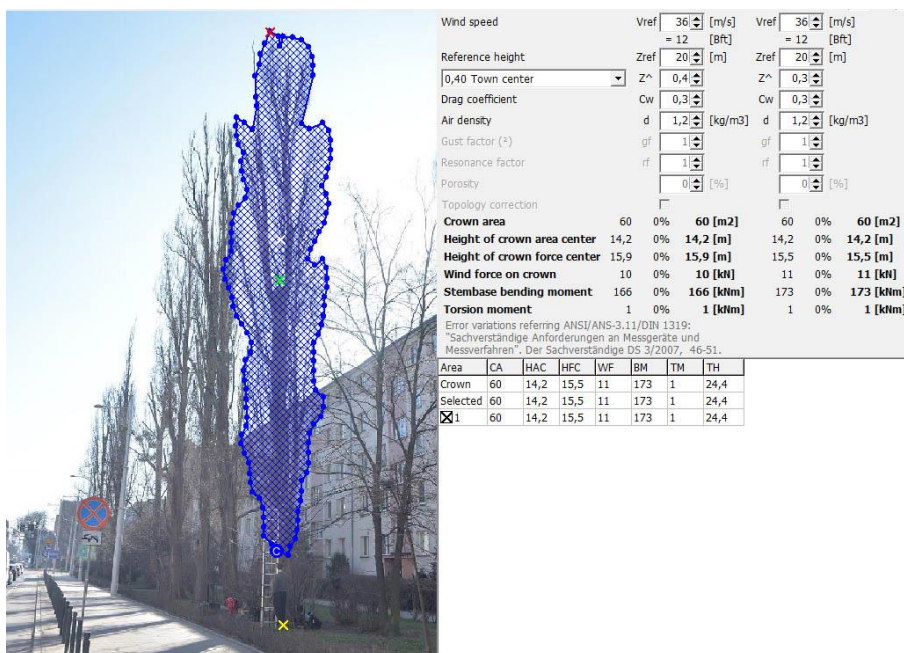 Wind speed Vref 36 [m/s] Vref 36 [m/s]
= 12 [Bft] = 12 [Bft]
Reference height Zref 20 [m] Zref 20 [m]
0,40 Town center Z^ 0,4 Z^ 0,3
Drag coefficient Cw 0,3 Cw 0,3
Air density d 1,2 [kg/m3] d 1,2 [kg/m3]
Gust factor (²) gf 1 gf 1
Resonance factor rf 1 rf 1
Porosity 0 [%] 0 [%]
Topology correction
Crown area 60 0% 60 [m2] 60 0% 60 [m2]
Height of crown area center 14,2 0% 14,2 [m] 14,2 0% 14,2 [m]
Height of crown force center 15,9 0% 15,9 [m] 15,5 0% 15,5 [m]
Wind force on crown 10 0% 10 [kN] 11 0% 11 [kN]
Stembase bending moment 166 0% 166 [kNm] 173 0% 173 [kNm]
Torsion moment 1 0% 1 [kNm] 1 0% 1 [kNm]
Error variations referring ANSI/ANS-3.11/DIN 1319:
"Sachverständige Anforderungen an Messgeräte und
Messverfahren". Der Sachverständige DS 3/2007, 46-51.
Area CA HAC HFC WF BM TM TH
Crown 60 14,2 15,5 11 173 1 24,4
Selected 60 14,2 15,5 11 173 1 24,4
1 60 14,2 15,5 11 173 1 24,4
C